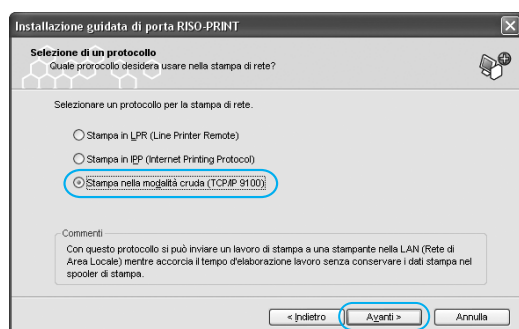 Installazione guidata di porta RISO-PRINT
Selezione di un protocollo
Quale prorocollo desidera usare nella stampa di rete?
Selezionare un protocollo per la stampa di rete.
Stampa in LPR (Line Printer Remote)
Stampa in IPP (Internet Printing Protocol)
Stampa nella modalità cruda (TCP/IP 9100)
Commenti
Con questo protocollo si può inviare un lavoro di stampa a una stampante nella LAN (Rete di
Area Locale) mentre accorcia il tempo d'elaborazione lavoro senza conservare i dati stampa nel
spooler di stampa.
< Indietro
Avanti >
Annulla